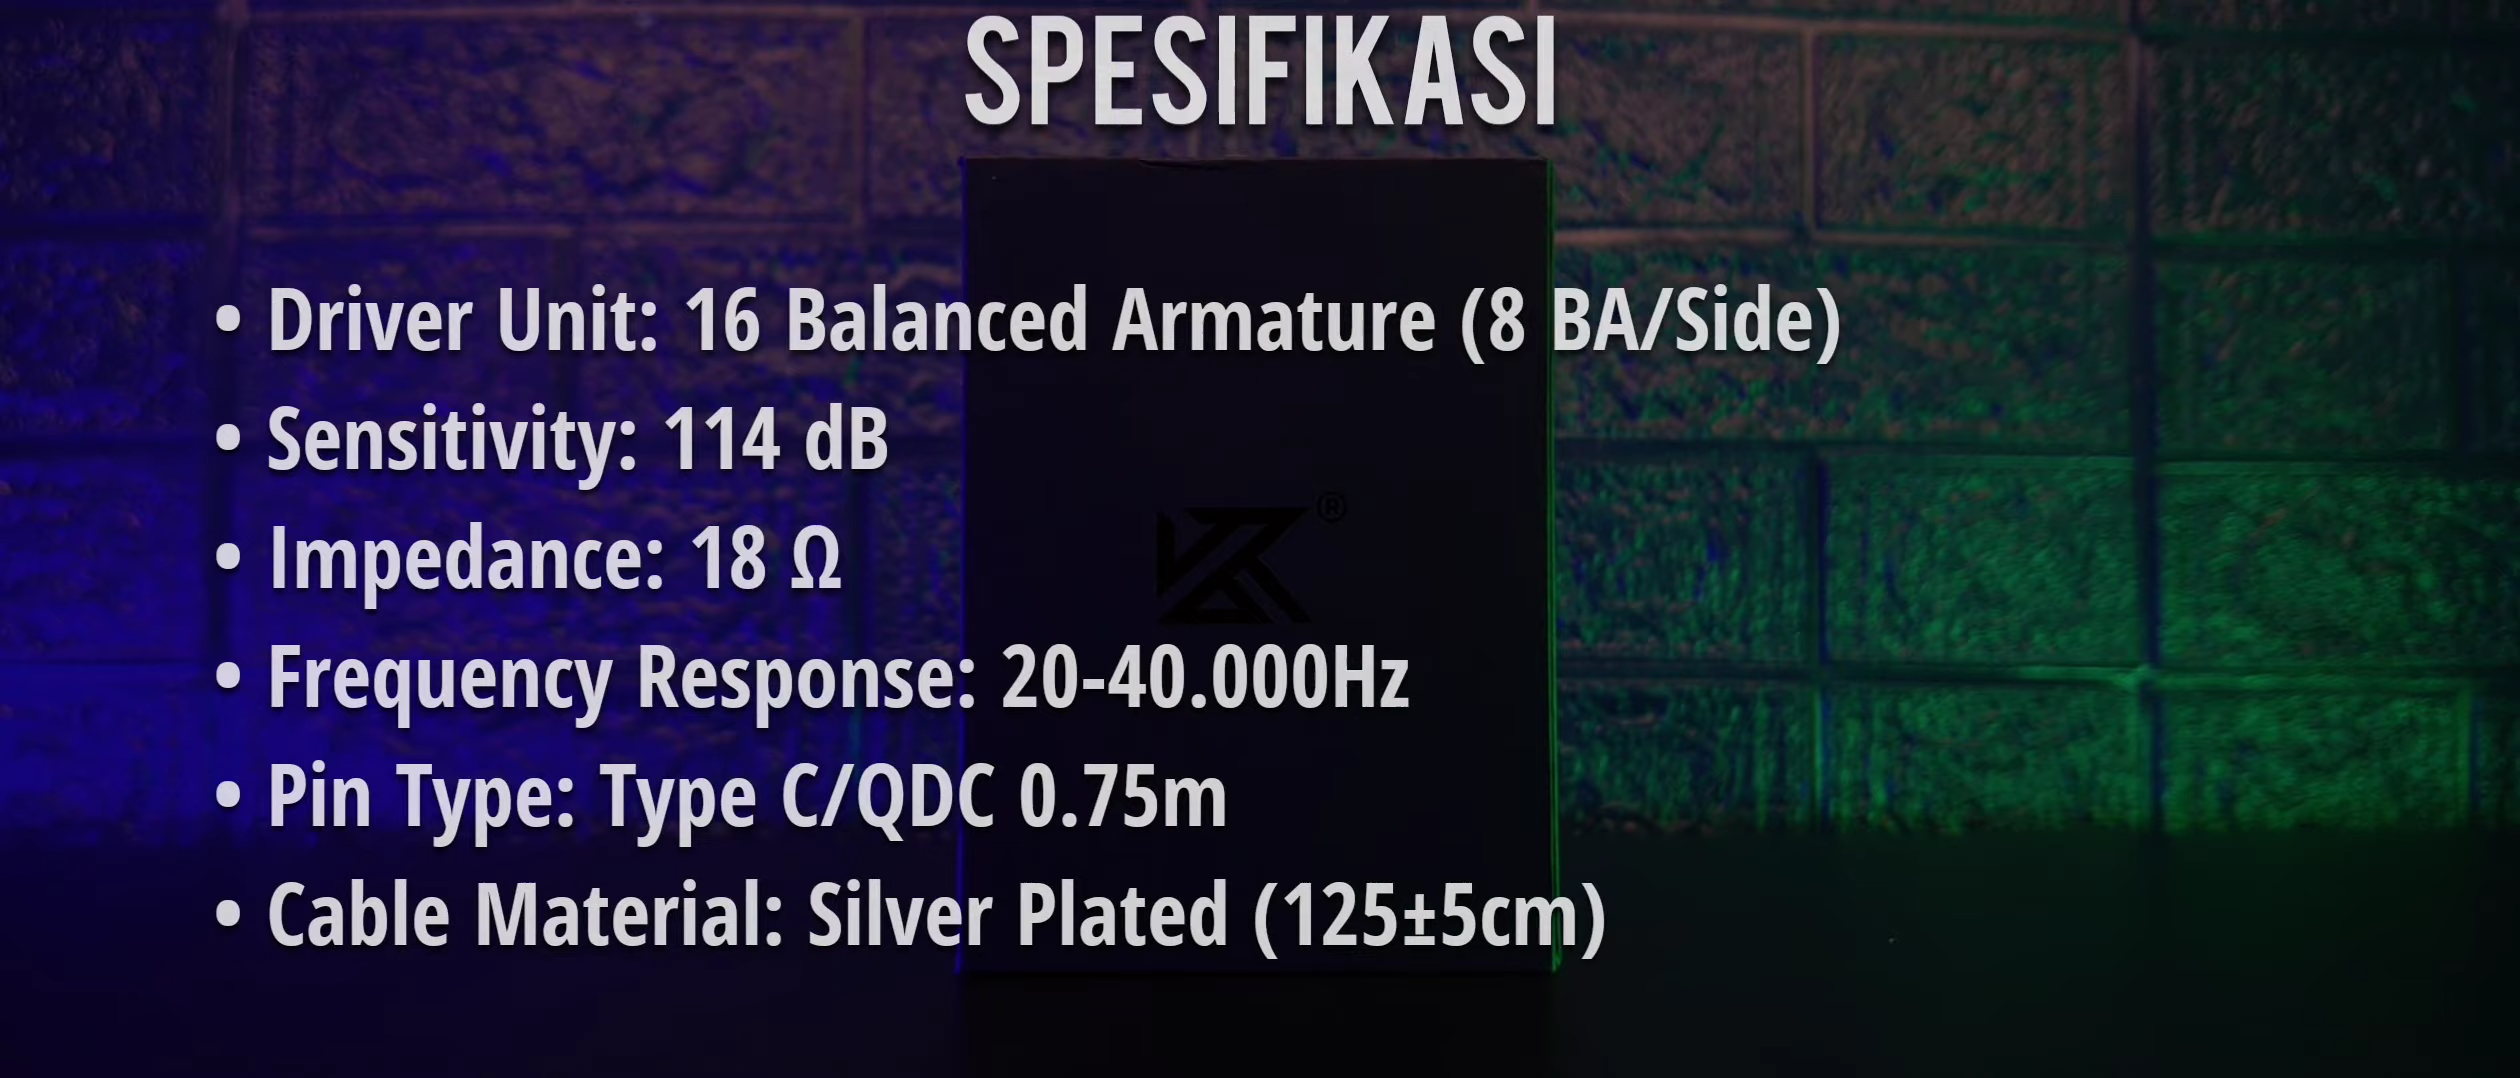 SPESIFIKASI
• Driver Unit: 16 Balanced Armature (8 BA/Side)
• Sensitivity: 114 dB
• Impedance: 18 Ω
• Frequency Response: 20-40.000Hz
• Pin Type: Type C/QDC 0.75m
• Cable Material: Silver Plated (125±5cm)